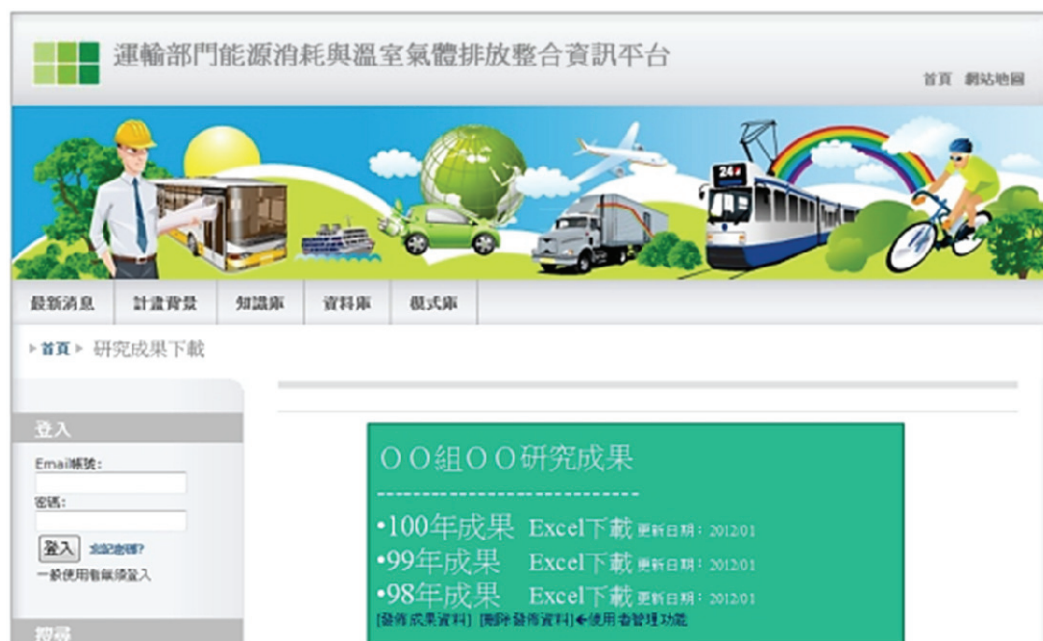 運輸部門能源消耗與溫室氣體排放整合資訊平台
首頁 網站地圖
24
最新消息 計畫背景 知識庫 資料庫 模式庫
首頁 研究成果下載
登入
Email帳號:
密碼:
登入 忘記密碼?
一般使用者無須登入
搜尋
○○組○○研究成果
----------------------------
•100年成果 Excel下載 更新日期：2012/01
•99年成果 Excel下載 更新日期：2012/01
•98年成果 Excel下載 更新日期：2012/01
[發佈成果資料] [刪除發佈資料]←使用者管理功能